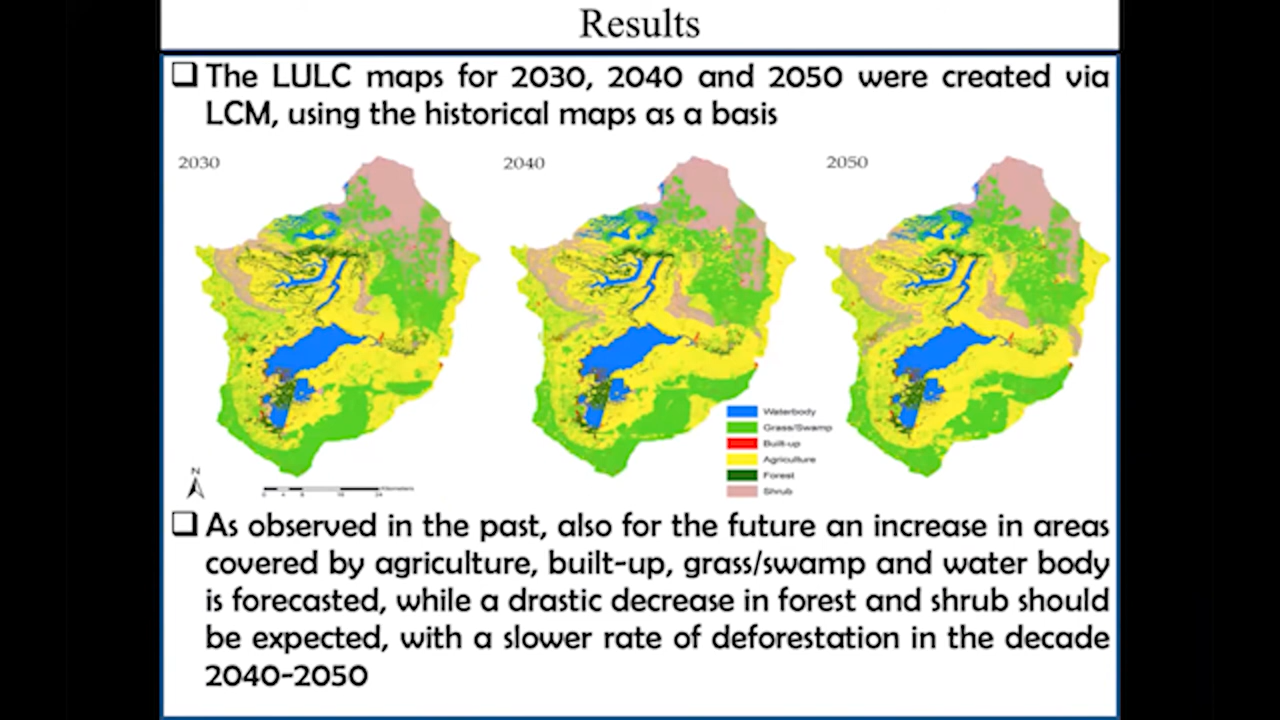 Results
❑ The LULC maps for 2030, 2040 and 2050 were created via
LCM, using the historical maps as a basis
2030
2040
2050
Waterbody
Grass/Swamp
Built-up
Agriculture
Forest
Shrub
N
Kilometers
❑ As observed in the past, also for the future an increase in areas
covered by agriculture, built-up, grass/swamp and water body
is forecasted, while a drastic decrease in forest and shrub should
be expected, with a slower rate of deforestation in the decade
2040-2050